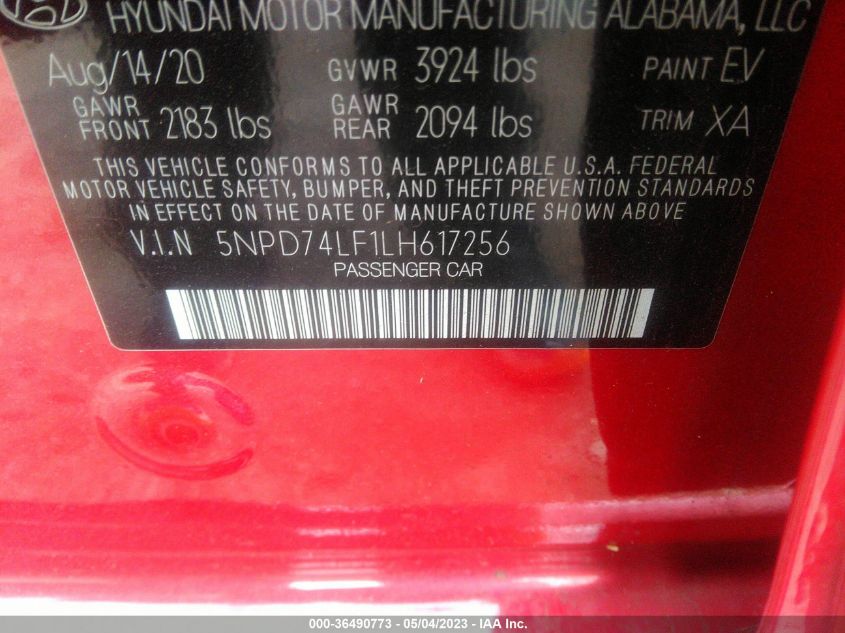 HYUNDAI MOTOR MANUFACTURING ALABAMA, LLC
Aug/14/20 GVWR 3924 lbs PAINT EV
GAWR FRONT 2183 lbs GAWR REAR 2094 lbs TRIM XA
THIS VEHICLE CONFORMS TO ALL APPLICABLE U.S.A. FEDERAL
MOTOR VEHICLE SAFETY, BUMPER, AND THEFT PREVENTION STANDARDS
IN EFFECT ON THE DATE OF MANUFACTURE SHOWN ABOVE
V.I.N 5NPD74LF1LH617256
PASSENGER CAR
000-36490773 - 05/04/2023 - IAA Inc.